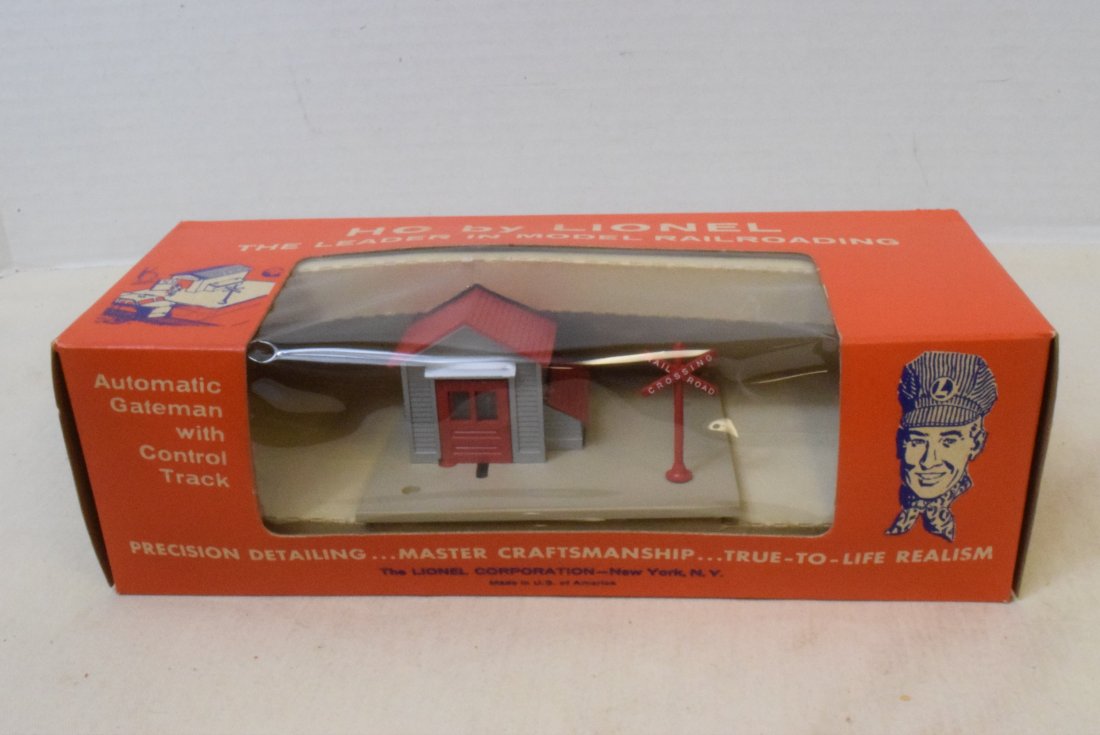 HO by LIONEL
THE LEADER IN MODEL RAILROADING
Automatic
Gateman
with
Control
Track
RAIL CROSSING ROAD
L
PRECISION DETAILING...MASTER CRAFTSMANSHIP...TRUE-TO-LIFE REALISM
The LIONEL CORPORATION—New York, N. Y.
Made in U.S. of America